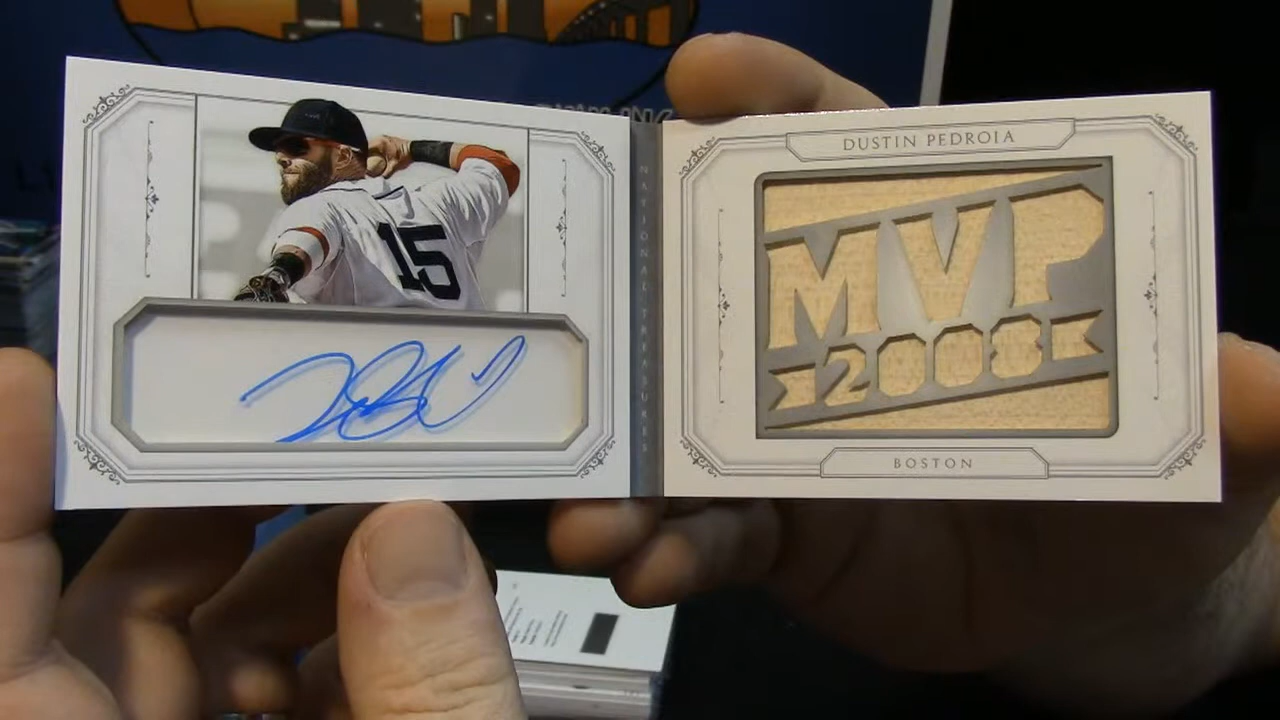 15
NATIONAL TREASURES
DUSTIN PEDROIA
MVP
2008
BOSTON